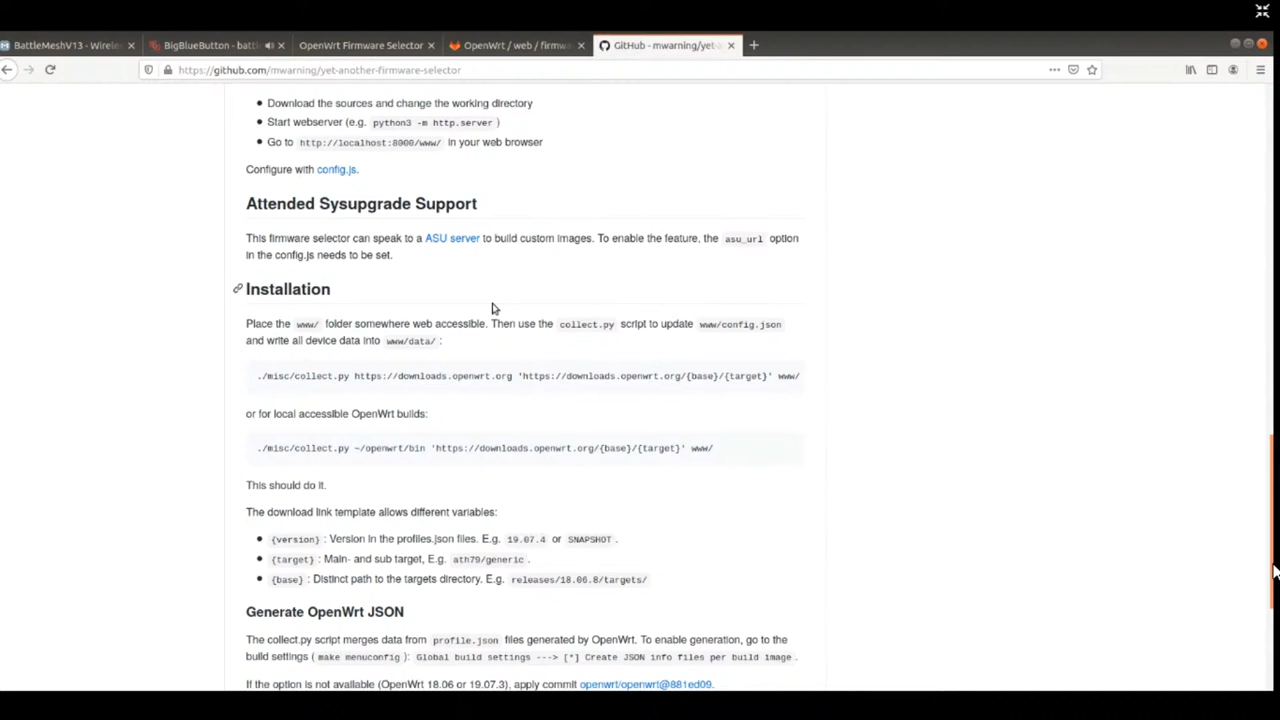 BattleMeshV13 - Wirele
BigBlueButton - battl
OpenWrt Firmware Selector
OpenWrt / web / firmw
GitHub - mwarning/yet-a
https://github.com/mwarning/yet-another-firmware-selector
Download the sources and change the working directory
Start webserver (e.g. python3 -m http.server )
Go to http://localhost:8000/www/ in your web browser
Configure with config.js.
Attended Sysupgrade Support
This firmware selector can speak to a ASU server to build custom images. To enable the feature, the asu_url option
in the config.js needs to be set.
Installation
Place the www/ folder somewhere web accessible. Then use the collect.py script to update www/config.json
and write all device data into www/data/ :
./misc/collect.py https://downloads.openwrt.org 'https://downloads.openwrt.org/{base}/{target}' www/
or for local accessible OpenWrt builds:
./misc/collect.py ~/openwrt/bin 'https://downloads.openwrt.org/{base}/{target}' www/
This should do it.
The download link template allows different variables:
{version} : Version in the profiles.json files. E.g. 19.07.4 or SNAPSHOT .
{target} : Main- and sub target, E.g. ath79/generic .
{base} : Distinct path to the targets directory. E.g. releases/18.06.8/targets/
Generate OpenWrt JSON
The collect.py script merges data from profile.json files generated by OpenWrt. To enable generation, go to the
build settings ( make menuconfig ): Global build settings ---> [*] Create JSON info files per build image .
If the option is not available (OpenWrt 18.06 or 19.07.3), apply commit openwrt/openwrt@881ed09.